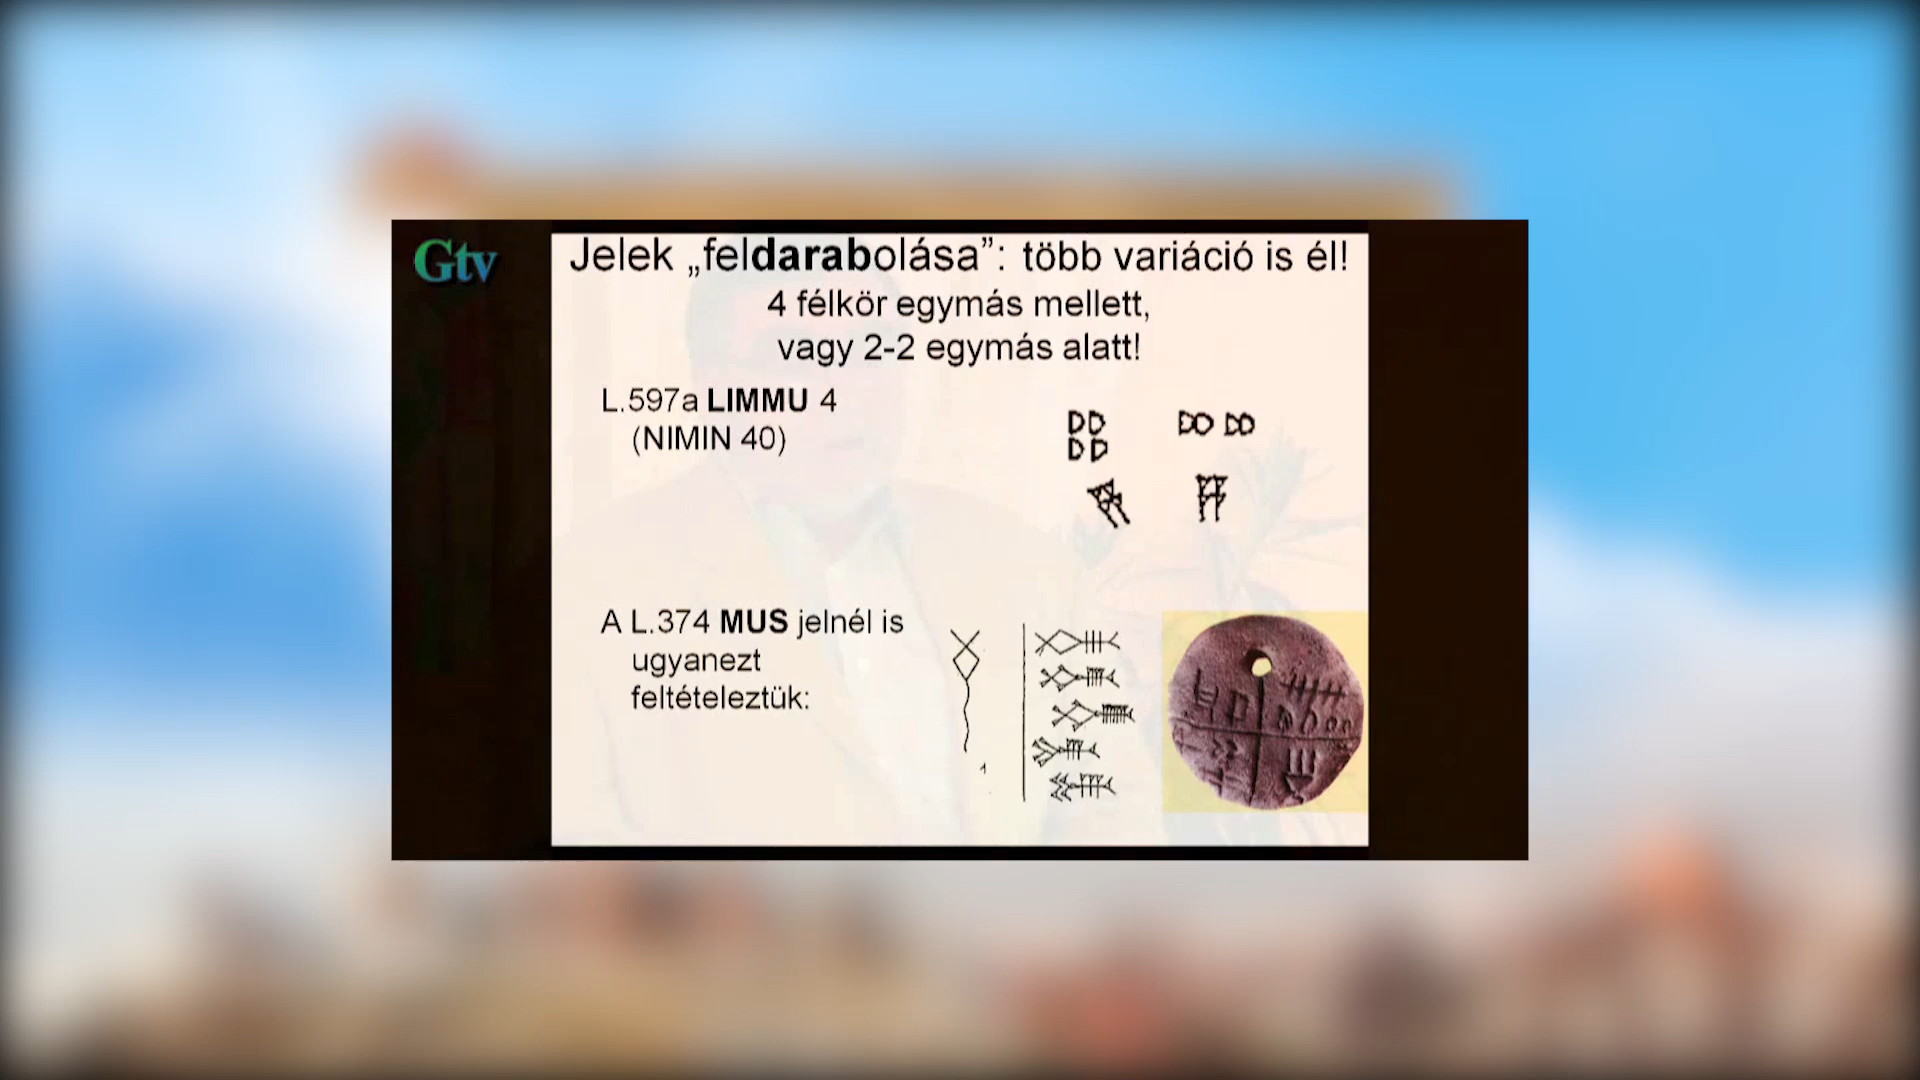 Gtv
Jelek „feldarabolása”: több variáció is él!
4 félkör egymás mellett,
vagy 2-2 egymás alatt!
L.597a LIMMU 4
(NIMIN 40)
A L.374 MUS jelnél is
ugyanezt
feltételeztük: